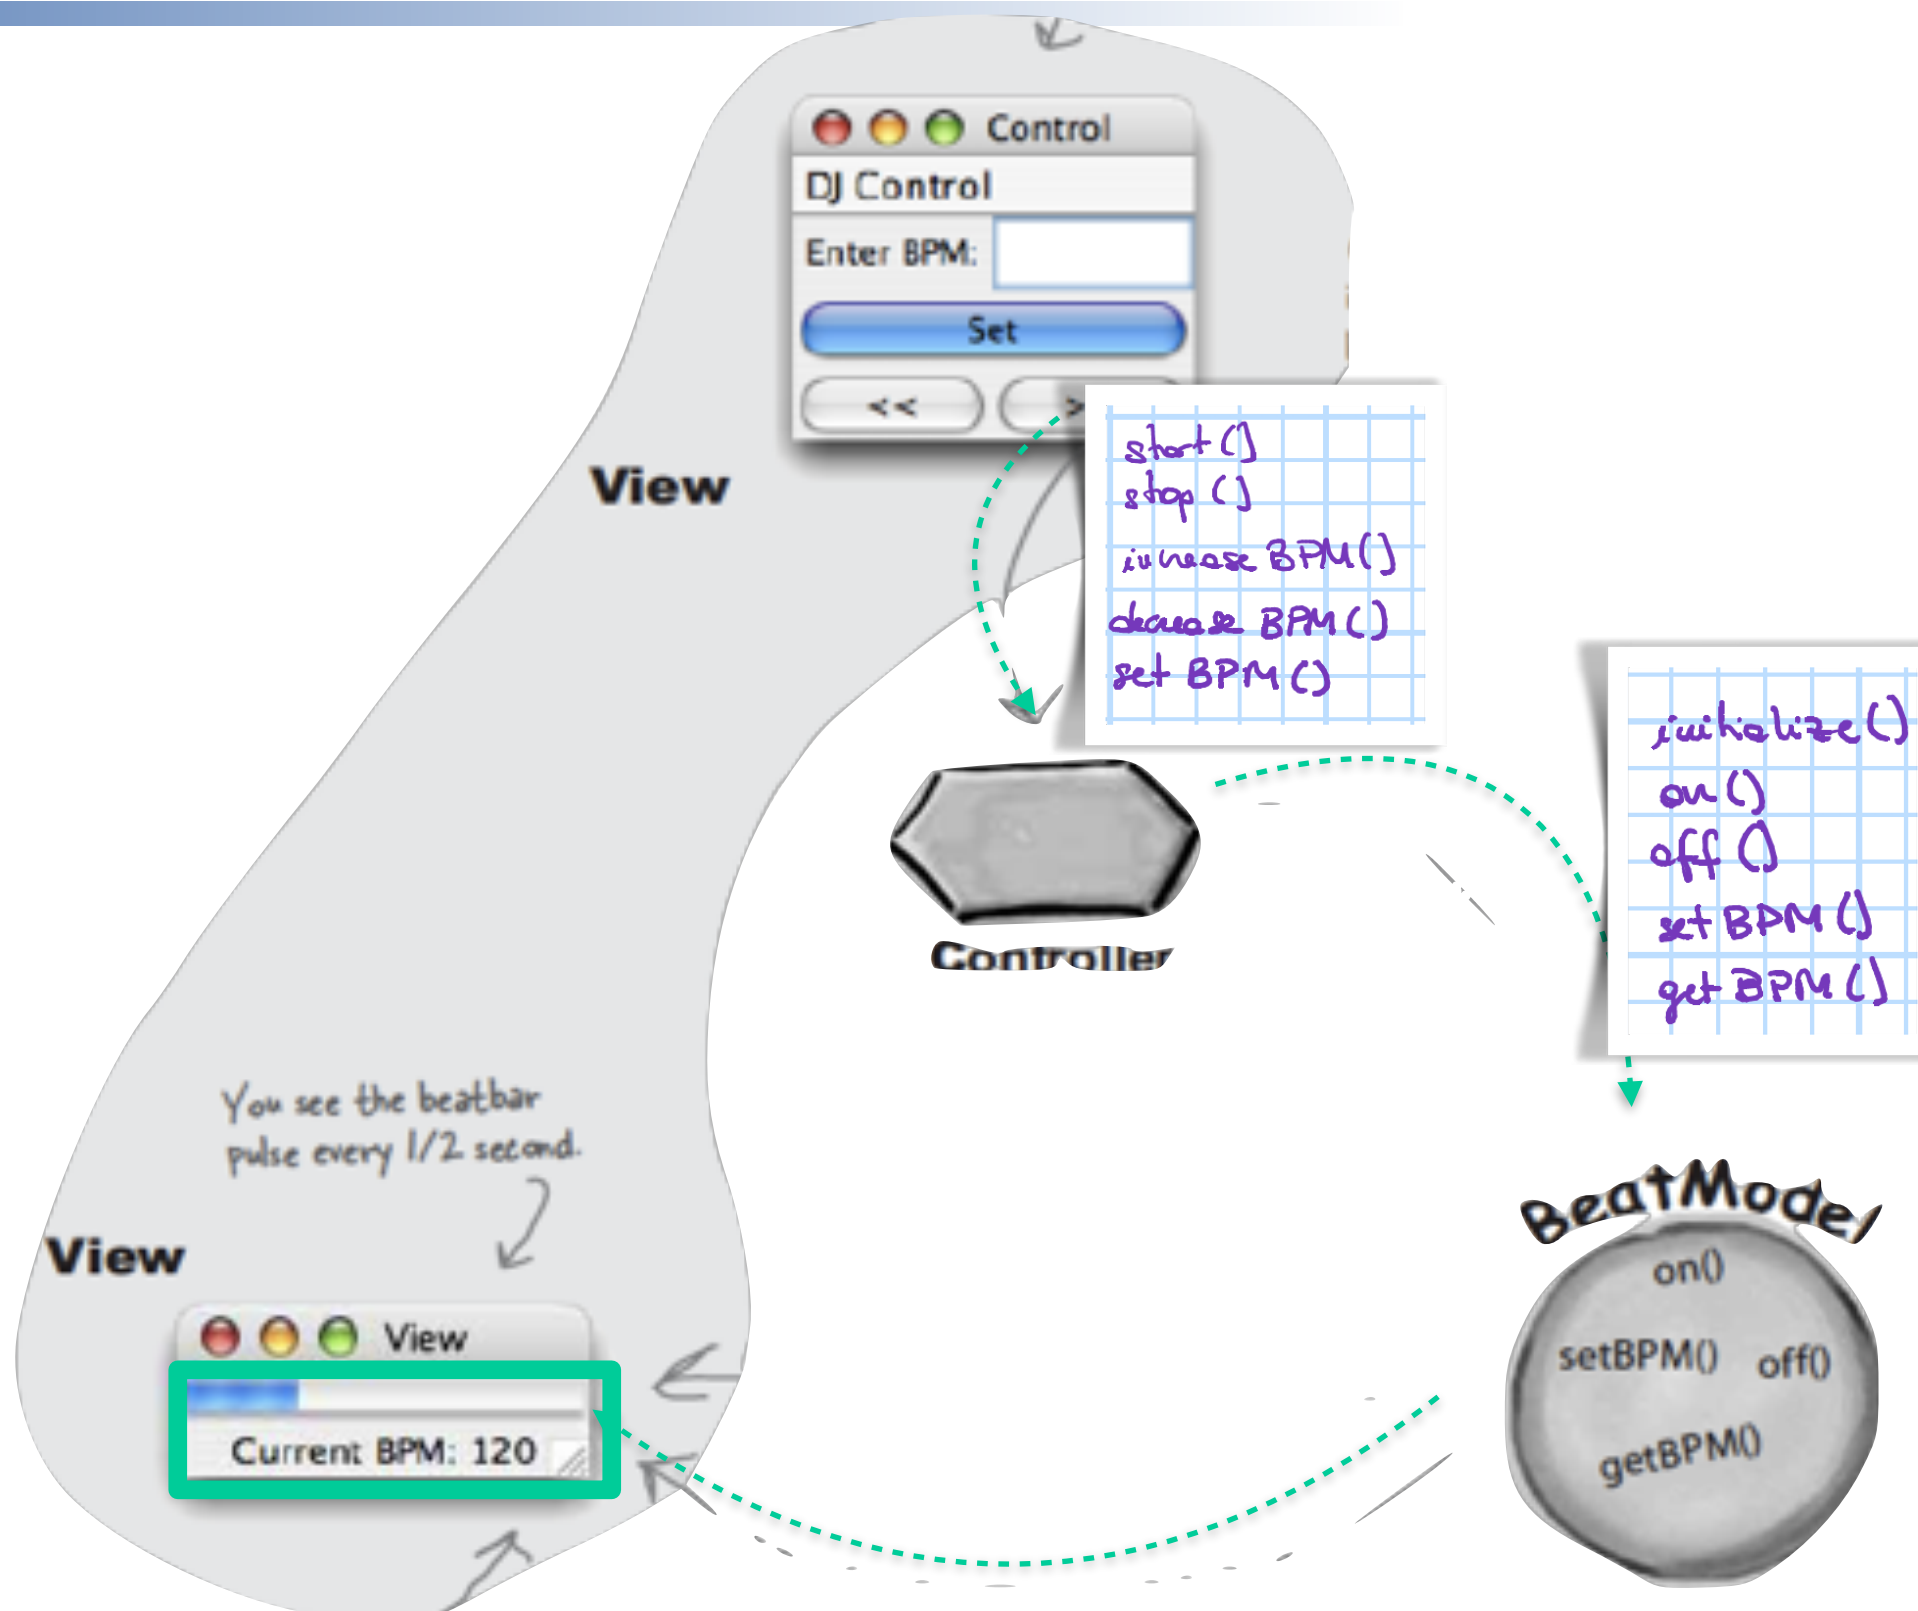 Control
DJ Control
Enter BPM:
Set
<<
>
View
start()
stop()
increase BPM()
decrease BPM()
set BPM()
initialize()
on()
off()
set BPM()
get BPM()
Controller
You see the beatbar
pulse every 1/2 second.
View
View
Current BPM: 120
BeatModel
on()
setBPM() off()
getBPM()